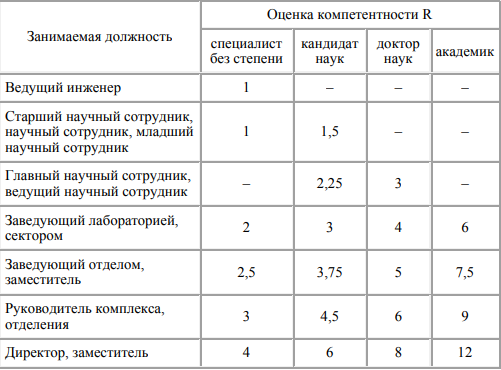 Занимаемая должность
Оценка компетентности R
специалист без степени
кандидат наук
доктор наук
академик
Ведущий инженер 1 – – –
Старший научный сотрудник,
научный сотрудник, младший
научный сотрудник
1 1,5 – –
Главный научный сотрудник,
ведущий научный сотрудник
– 2,25 3 –
Заведующий лабораторией,
сектором
2 3 4 6
Заведующий отделом,
заместитель
2,5 3,75 5 7,5
Руководитель комплекса,
отделения
3 4,5 6 9
Директор, заместитель 4 6 8 12